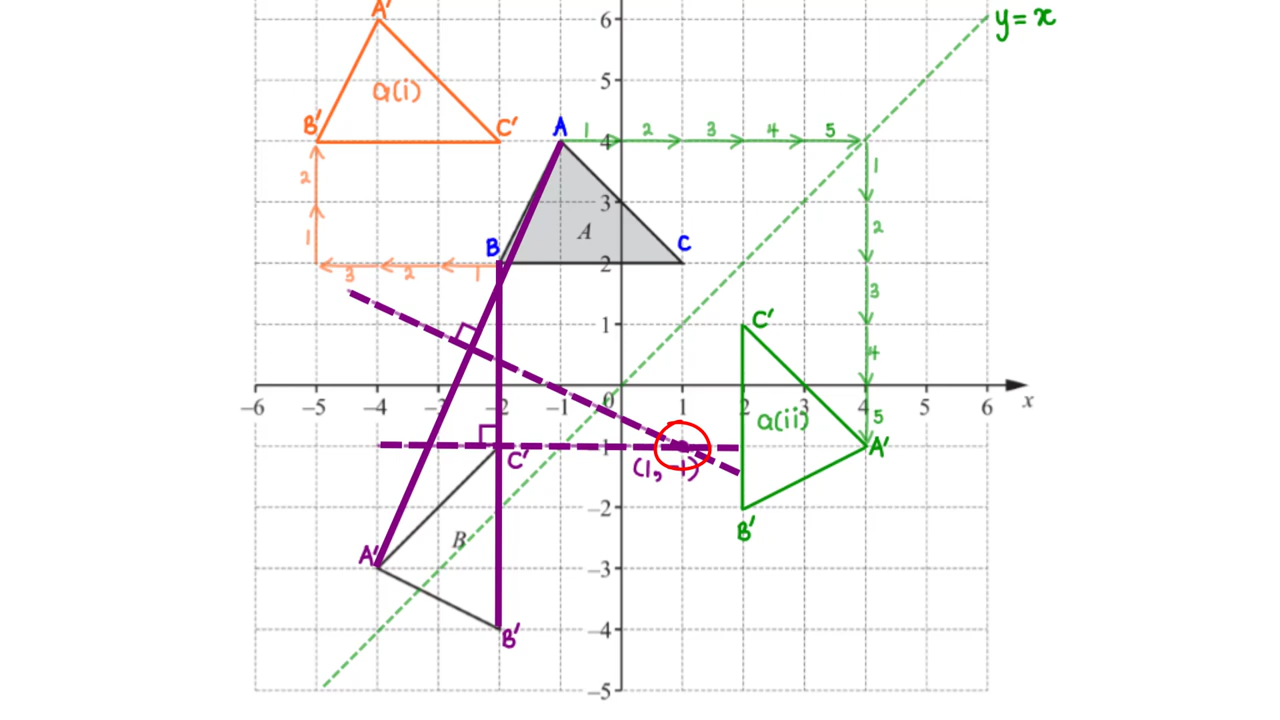 A' 6 y = x
5
a(i)
B' C' A 1 2 3 4 5
4
1
2 3 A 2
1 B C
3 2 1 2 3
1 C' 4
−6 −5 −4 −3 −2 −1 0 1 2 3 4 5 6 x
a(ii) 5
C' 1 A'
(1, −1)
−2
B B'
A' −3
B' −4
−5